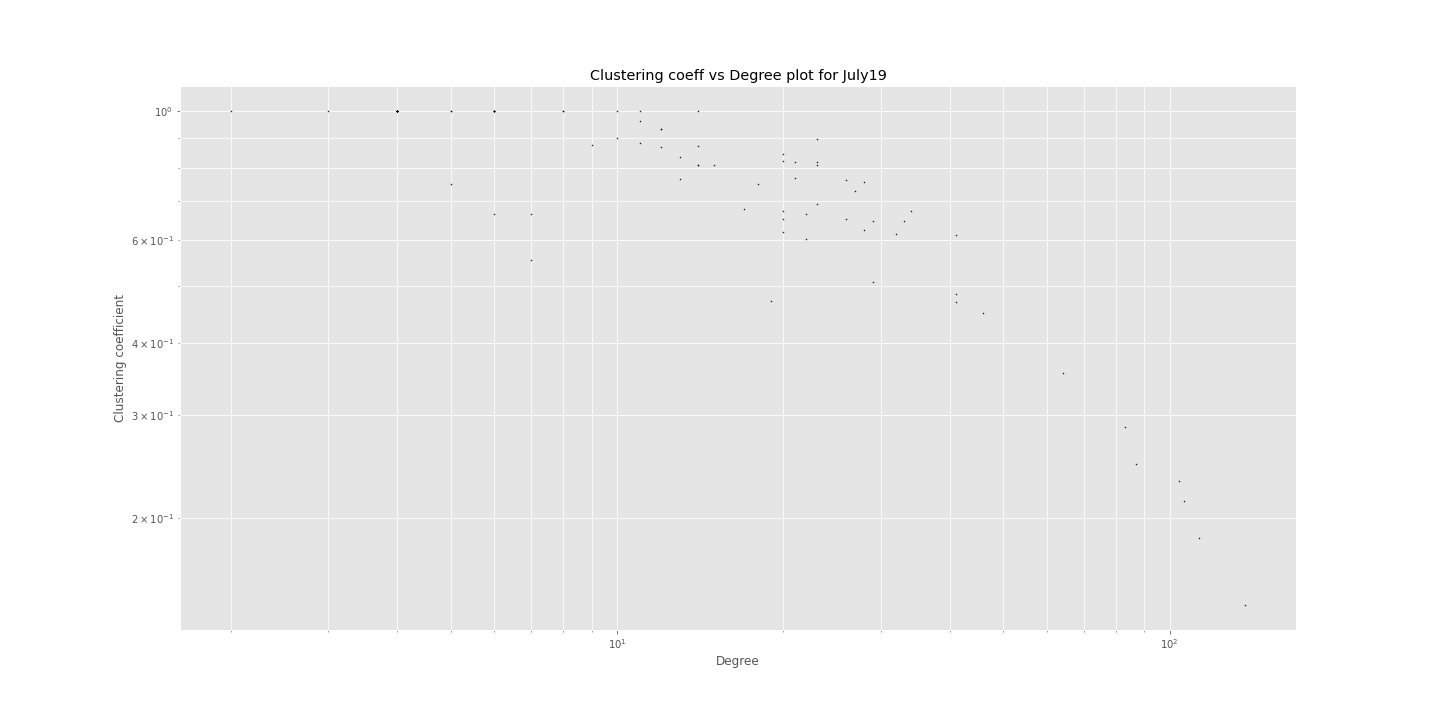 Clustering coeff vs Degree plot for July19
10⁰
6 × 10⁻¹
4 × 10⁻¹
3 × 10⁻¹
2 × 10⁻¹
Clustering coefficient
10¹
10²
Degree